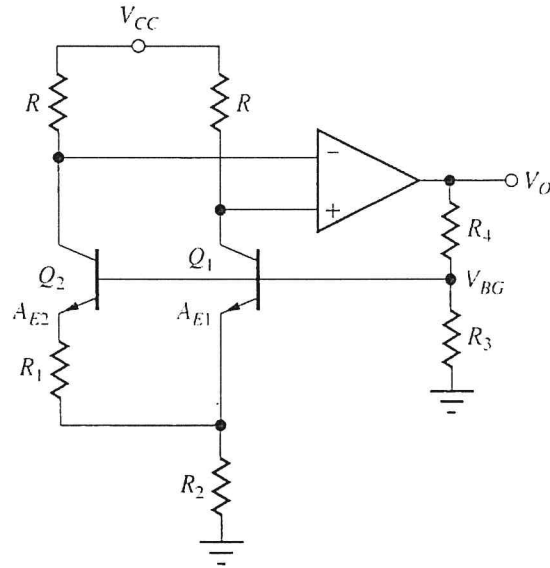 V_CC
R
R
−
+
V_O
R_4
Q_2
Q_1
V_BG
A_E2
A_E1
R_3
R_1
R_2